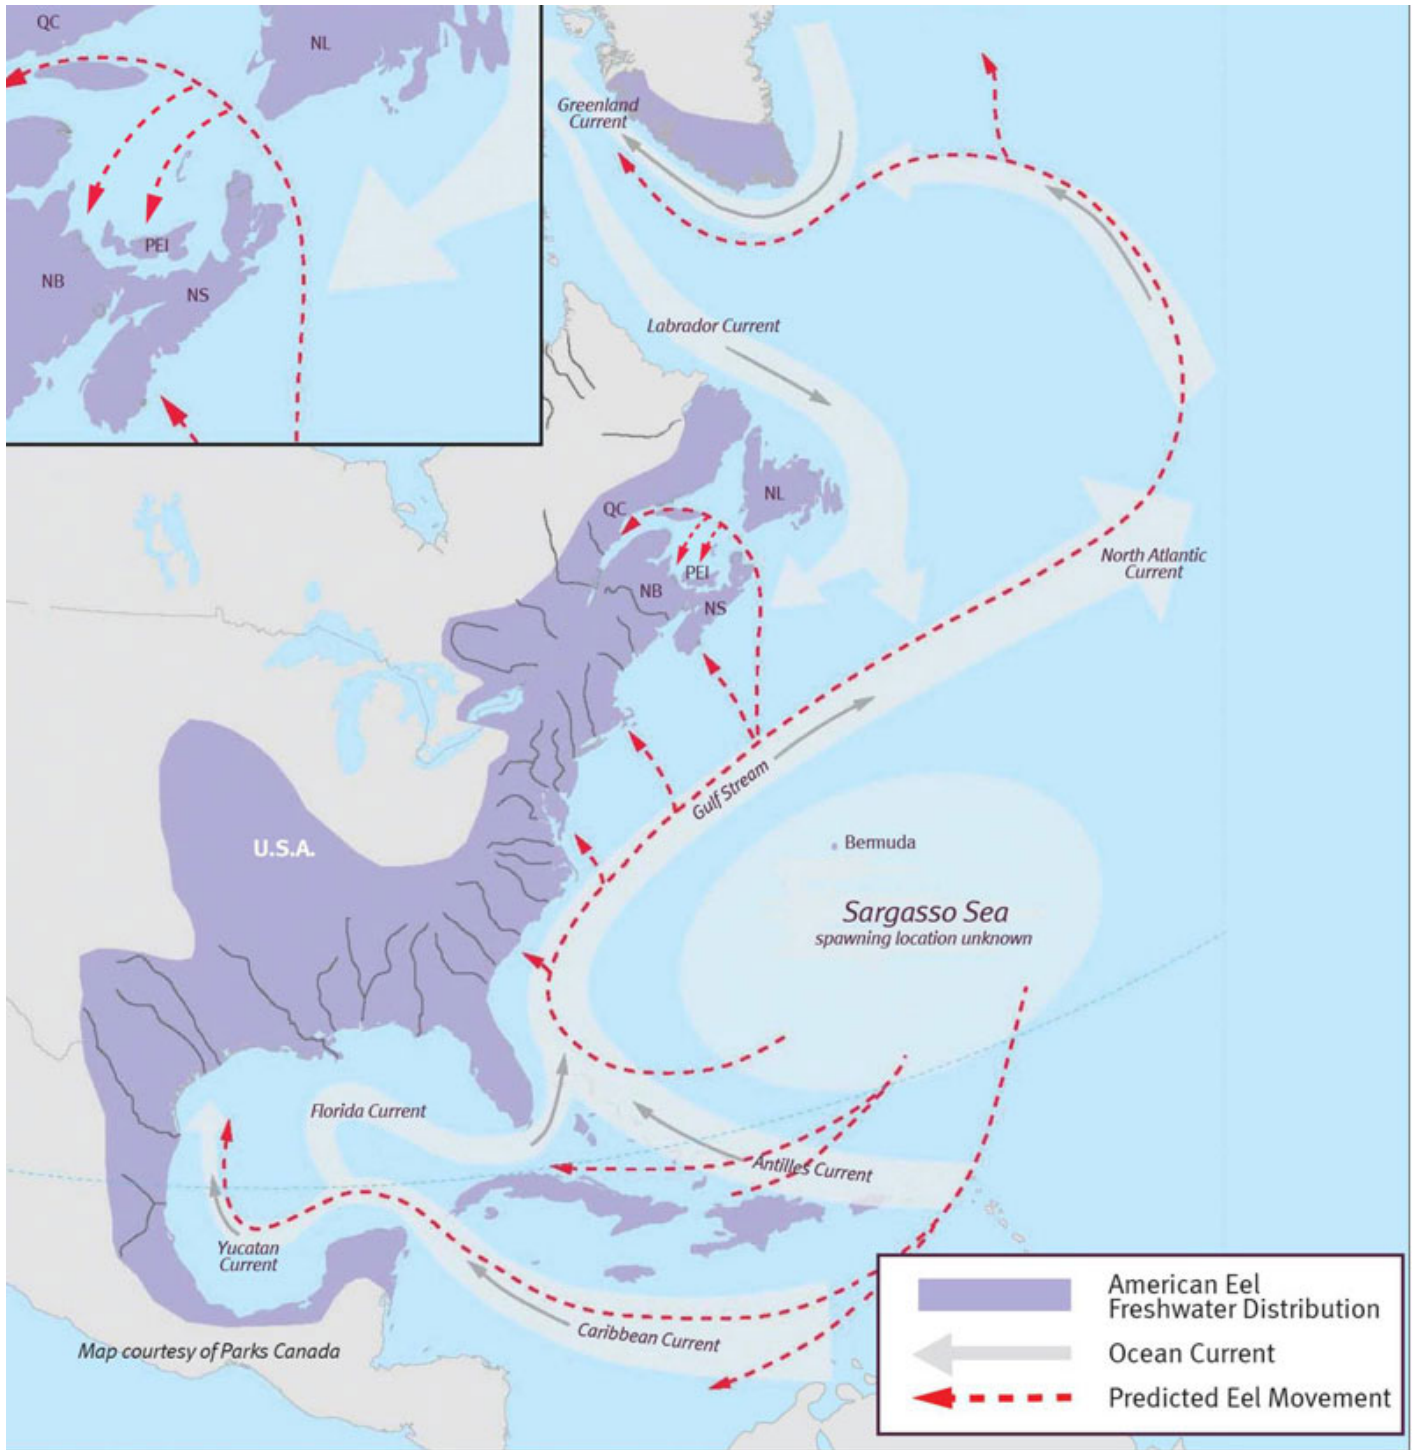 QC
NL
PEI
NB
NS
Greenland
Current
Labrador Current
NL
QC
PEI
NB
NS
North Atlantic
Current
Gulf Stream
U.S.A.
Bermuda
Sargasso Sea
spawning location unknown
Florida Current
Antilles Current
Yucatan
Current
Caribbean Current
Map courtesy of Parks Canada
American Eel
Freshwater Distribution
Ocean Current
Predicted Eel Movement